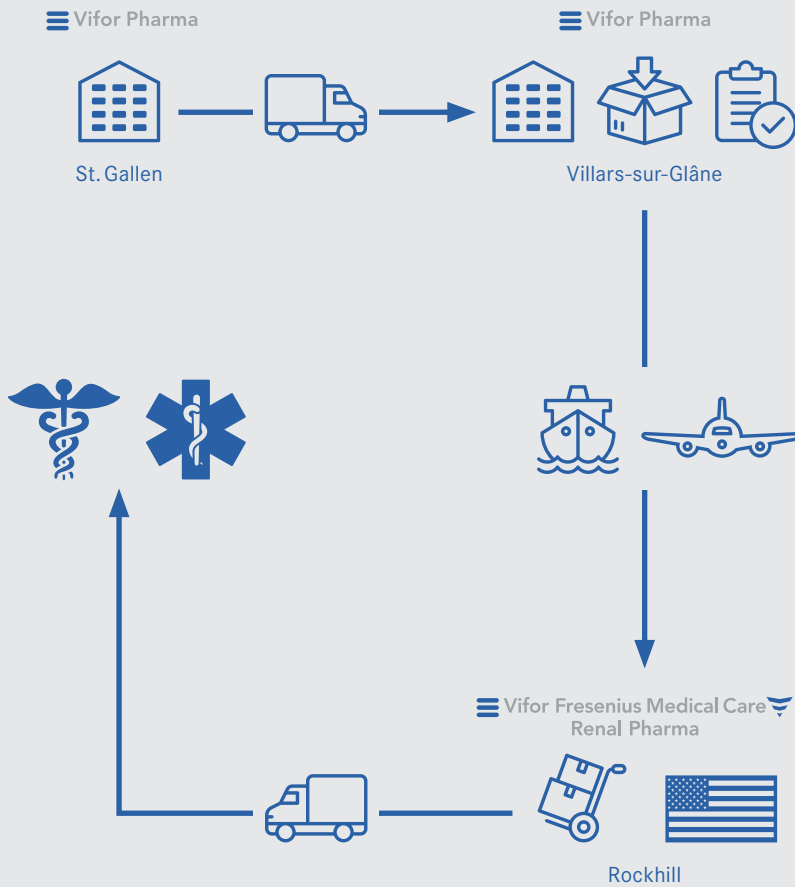 Vifor Pharma
Vifor Pharma
St. Gallen
Villars-sur-Glâne
Vifor Fresenius Medical Care
Renal Pharma
Rockhill